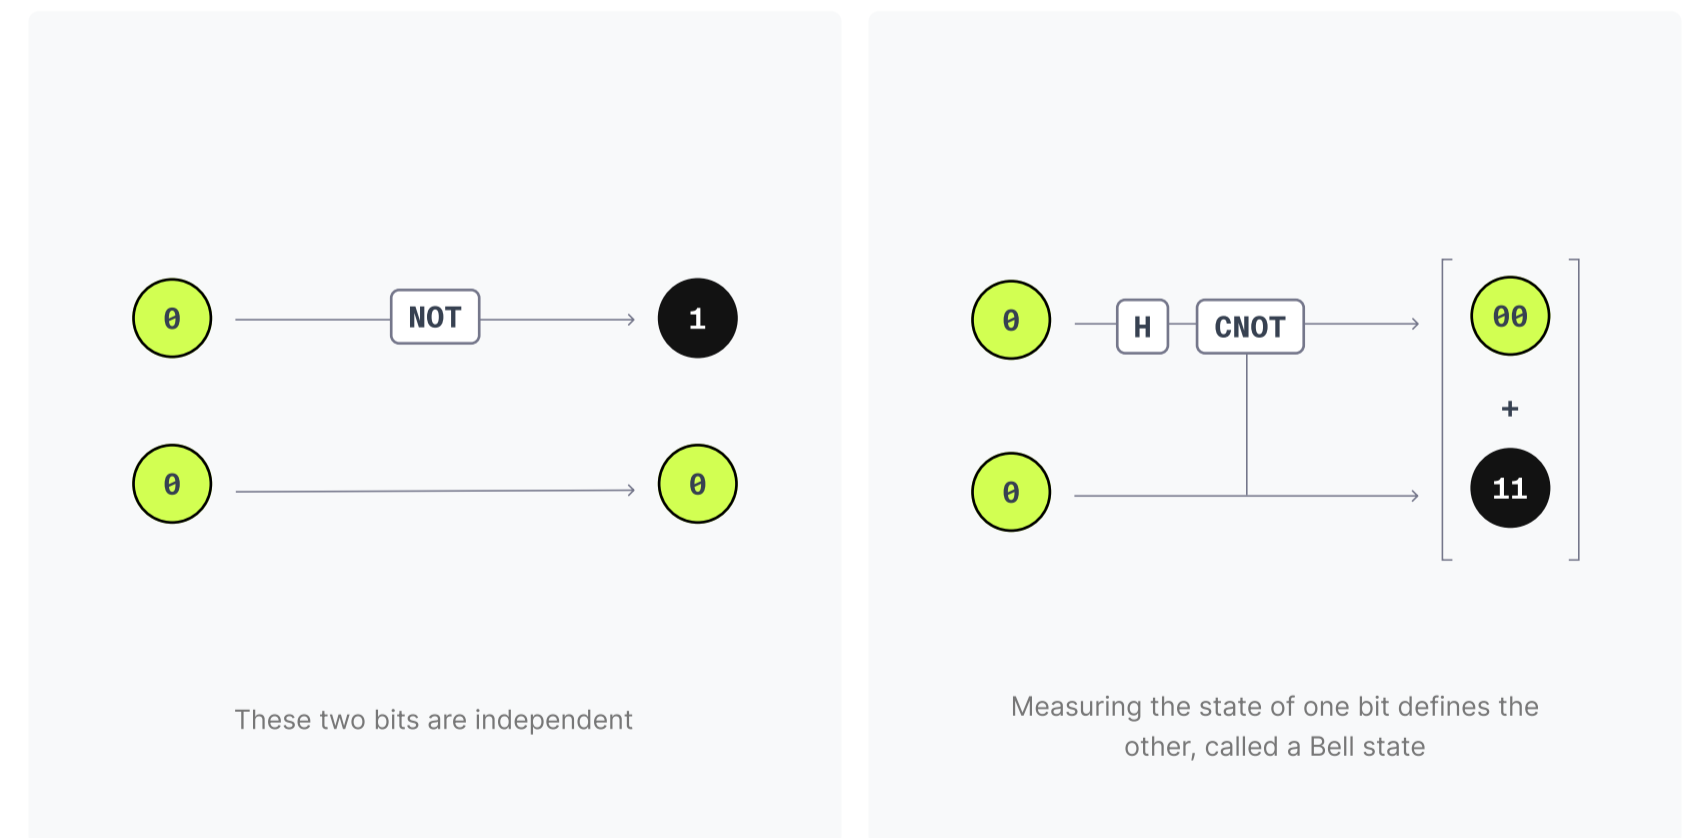 0 NOT 1
0 0
These two bits are independent
0 H CNOT 00
+
0 11
Measuring the state of one bit defines the
other, called a Bell state